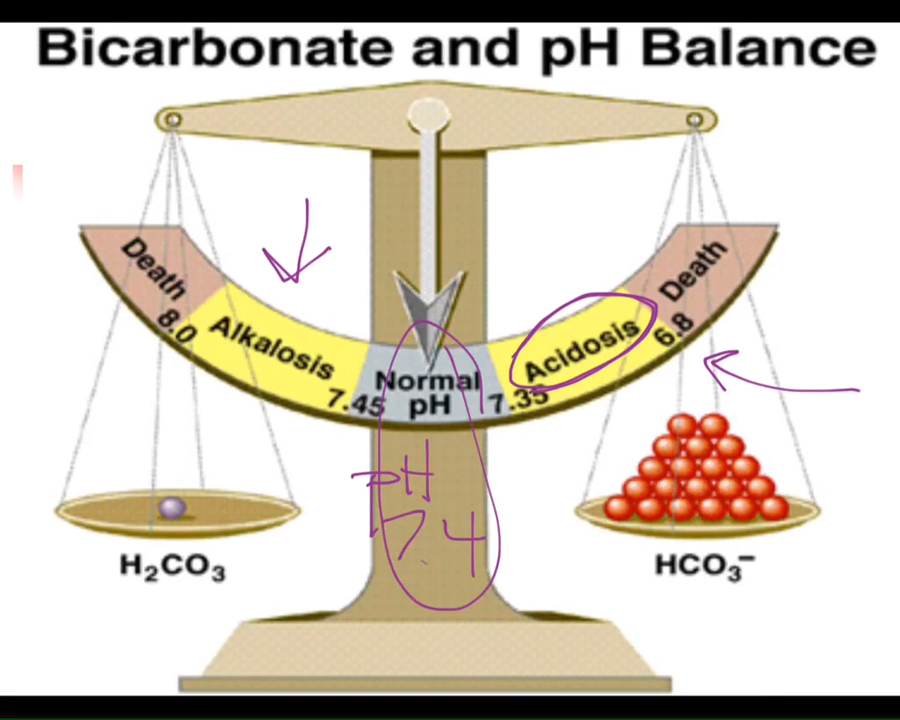 Bicarbonate and pH Balance
Death
8.0
Alkalosis
7.45
Normal
pH
7.35
Acidosis
6.8
Death
pH
7.4
H₂CO₃
HCO₃⁻